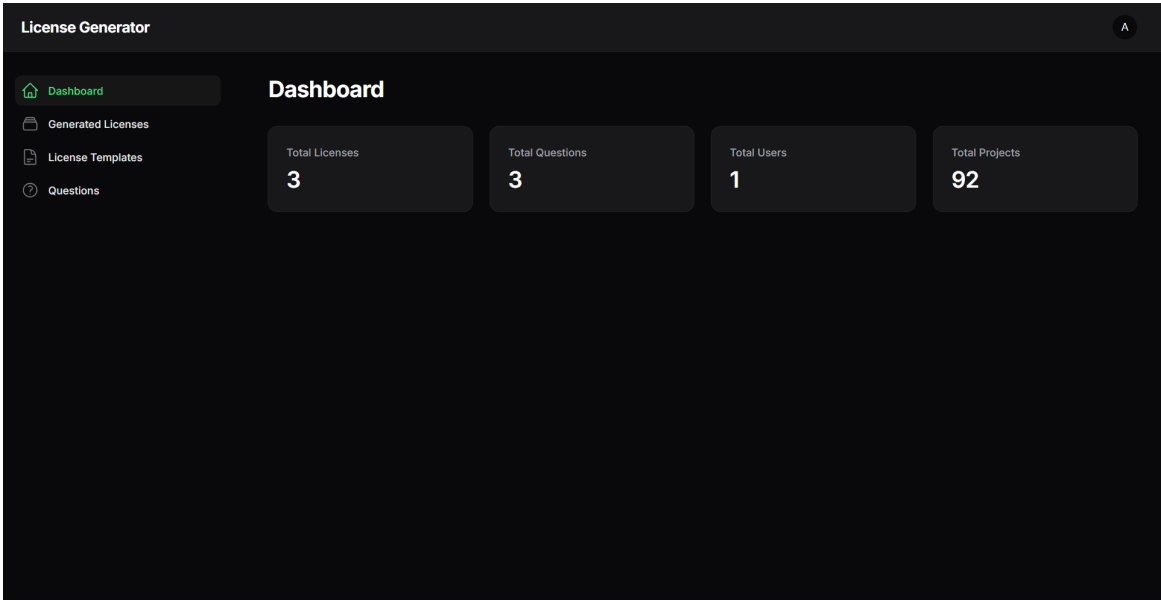 License Generator
A
Dashboard
Generated Licenses
License Templates
Questions
Dashboard
Total Licenses
3
Total Questions
3
Total Users
1
Total Projects
92